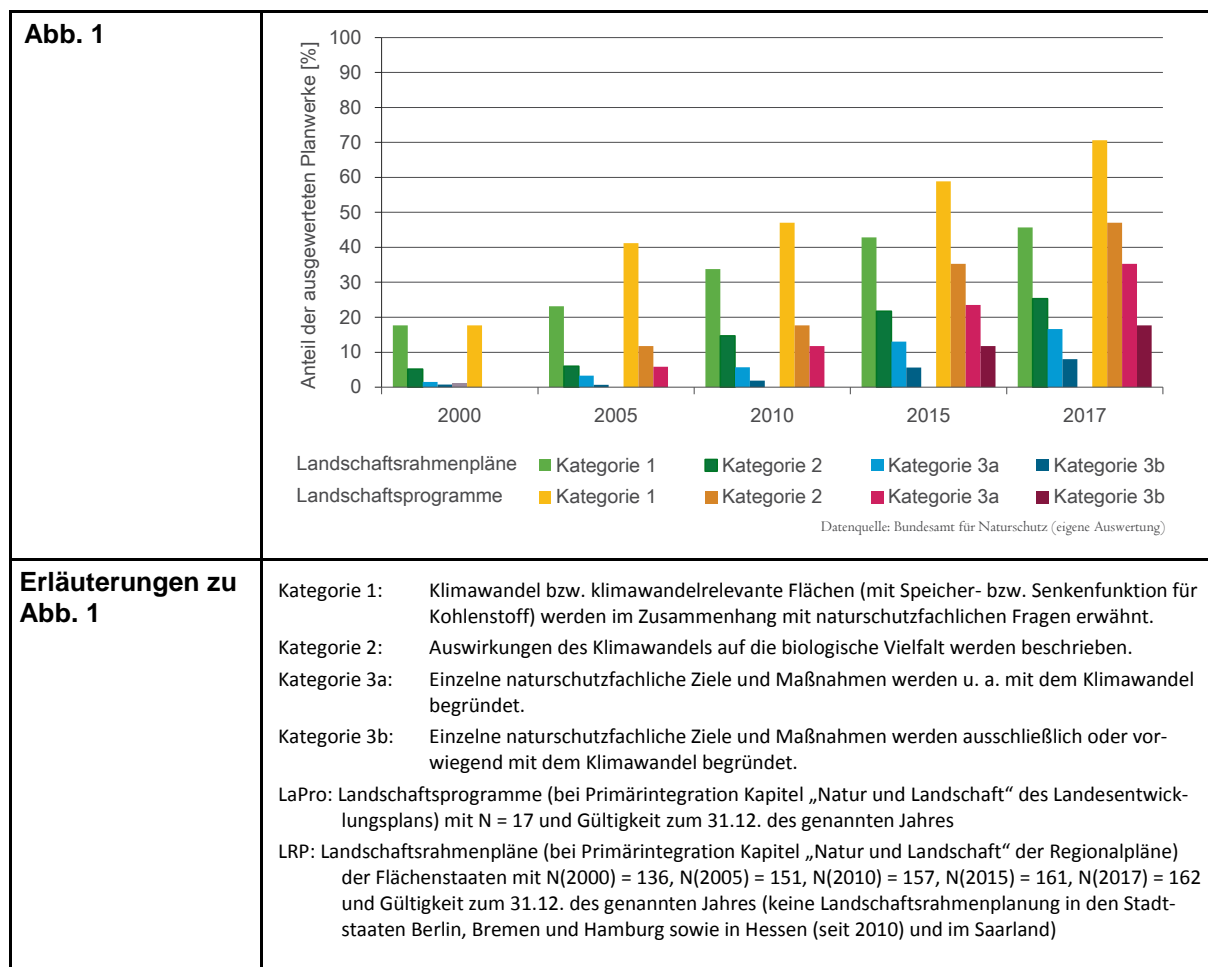 Abb. 1
Anteil der ausgewerteten Planwerke [%]
100
90
80
70
60
50
40
30
20
10
0
2000 2005 2010 2015 2017
Landschaftsrahmenpläne Kategorie 1 Kategorie 2 Kategorie 3a Kategorie 3b
Landschaftsprogramme Kategorie 1 Kategorie 2 Kategorie 3a Kategorie 3b
Datenquelle: Bundesamt für Naturschutz (eigene Auswertung)
Erläuterungen zu
Abb. 1
Kategorie 1: Klimawandel bzw. klimawandelrelevante Flächen (mit Speicher- bzw. Senkenfunktion für
Kohlenstoff) werden im Zusammenhang mit naturschutzfachlichen Fragen erwähnt.
Kategorie 2: Auswirkungen des Klimawandels auf die biologische Vielfalt werden beschrieben.
Kategorie 3a: Einzelne naturschutzfachliche Ziele und Maßnahmen werden u. a. mit dem Klimawandel
begründet.
Kategorie 3b: Einzelne naturschutzfachliche Ziele und Maßnahmen werden ausschließlich oder vor-
wiegend mit dem Klimawandel begründet.
LaPro: Landschaftsprogramme (bei Primärintegration Kapitel „Natur und Landschaft“ des Landesentwick-
lungsplans) mit N = 17 und Gültigkeit zum 31.12. des genannten Jahres
LRP: Landschaftsrahmenpläne (bei Primärintegration Kapitel „Natur und Landschaft“ der Regionalpläne)
der Flächenstaaten mit N(2000) = 136, N(2005) = 151, N(2010) = 157, N(2015) = 161, N(2017) = 162
und Gültigkeit zum 31.12. des genannten Jahres (keine Landschaftsrahmenplanung in den Stadt-
staaten Berlin, Bremen und Hamburg sowie in Hessen (seit 2010) und im Saarland)